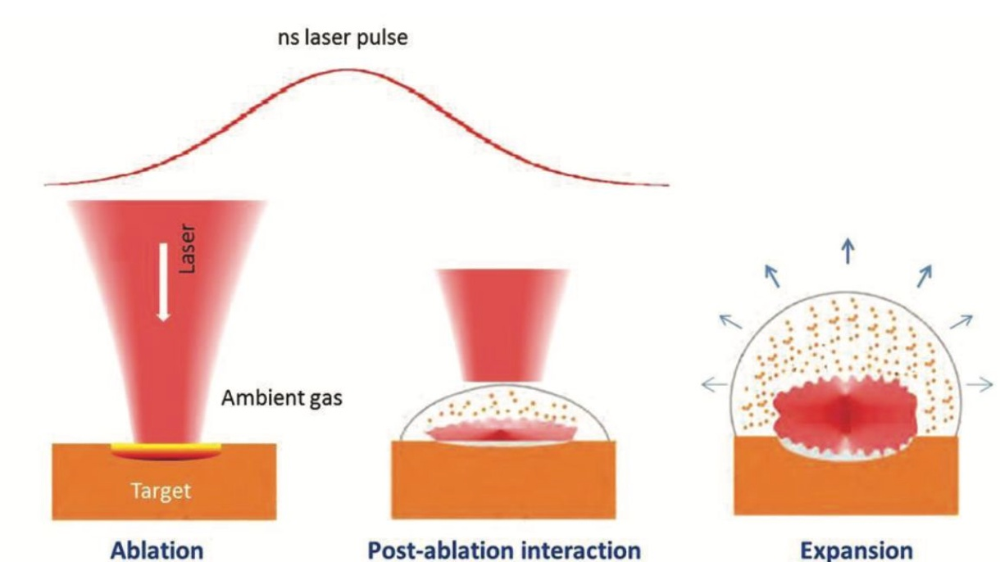 ns laser pulse
Laser
Ambient gas
Target
Ablation
Post-ablation interaction
Expansion